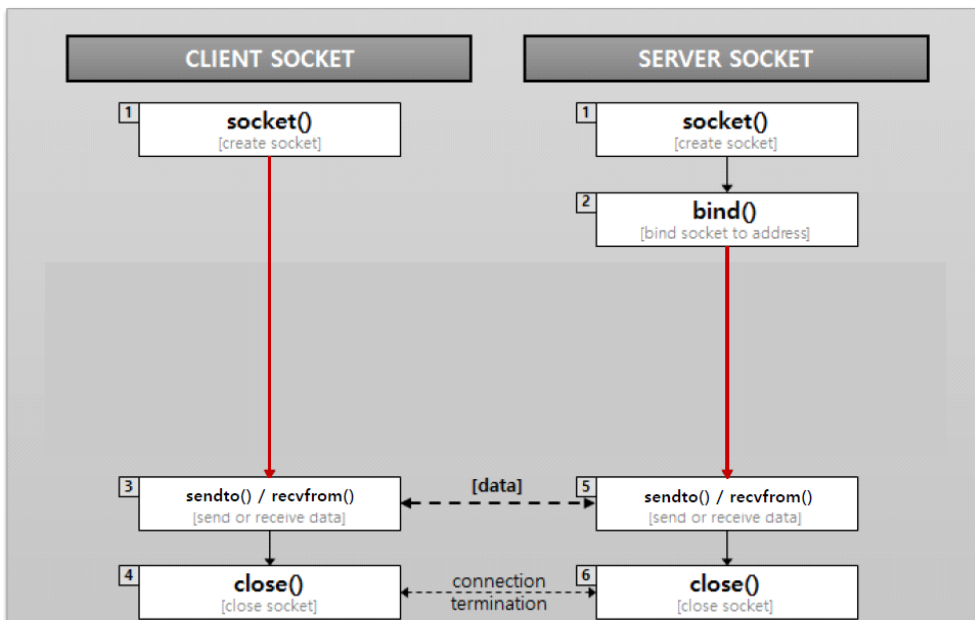 CLIENT SOCKET
SERVER SOCKET
1
socket()
[create socket]
1
socket()
[create socket]
2
bind()
[bind socket to address]
3
sendto() / recvfrom()
[send or receive data]
[data]
5
sendto() / recvfrom()
[send or receive data]
4
close()
[close socket]
connection
termination
6
close()
[close socket]